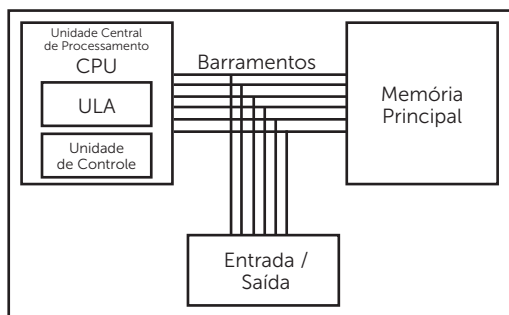 Unidade Central
de Processamento
CPU
ULA
Unidade
de Controle
Barramentos
Memória
Principal
Entrada /
Saída